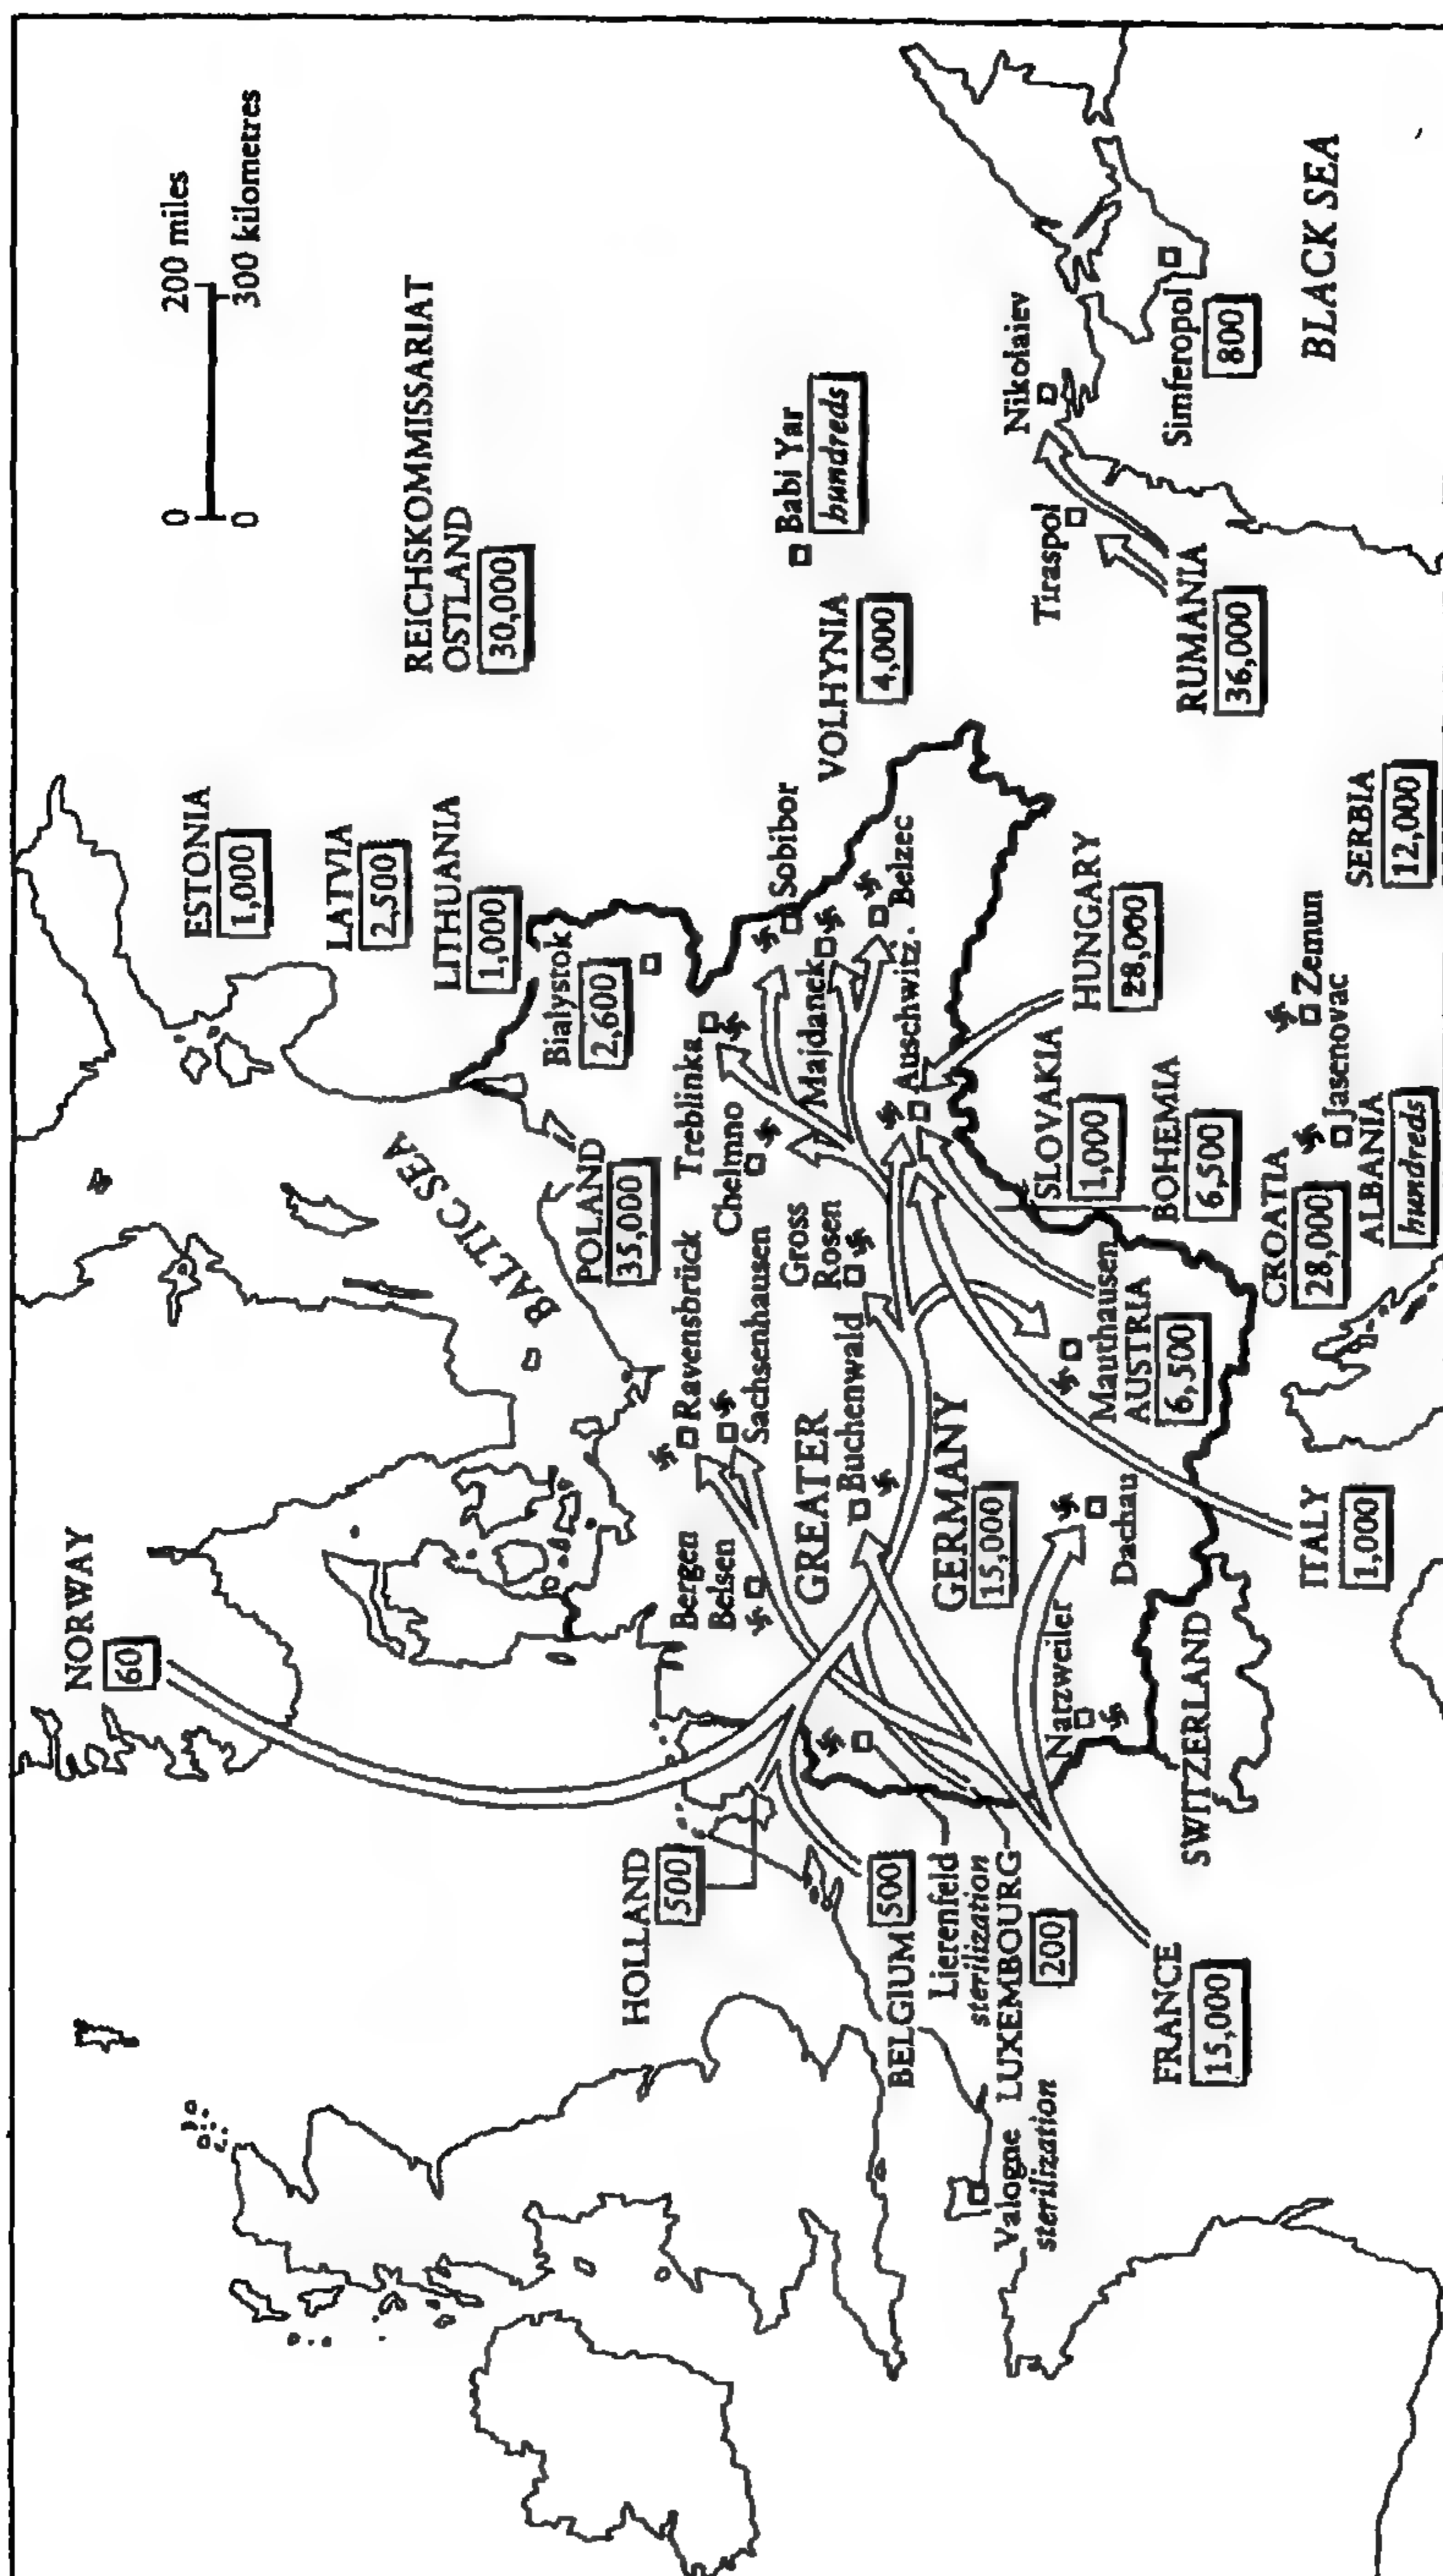 0
200 miles
0
300 kilometres
NORWAY
60
ESTONIA
1,000
LATVIA
2,500
LITHUANIA
1,000
REICHSKOMMISSARIAT
OSTLAND
30,000
BALTIC SEA
Bialystok
2,600
POLAND
35,000
HOLLAND
500
Bergen
Belsen
Ravensbrück
Sachsenhausen
Treblinka
Chelmno
Sobibor
Babi Yar
hundreds
VOLHYNIA
4,000
GREATER
GERMANY
15,000
Buchenwald
Gross
Rosen
Majdanek
Auschwitz
Belzec
BELGIUM
500
Lierenfeld
sterilization
LUXEMBOURG
200
Valogne
sterilization
Natzweiler
Dachau
Mauthausen
AUSTRIA
6,500
SLOVAKIA
1,000
BOHEMIA
6,500
HUNGARY
28,000
Tiraspol
Nikolaiev
Simferopol
800
RUMANIA
36,000
BLACK SEA
FRANCE
15,000
SWITZERLAND
ITALY
1,000
CROATIA
28,000
Zemun
Jasenovac
ALBANIA
hundreds
SERBIA
12,000